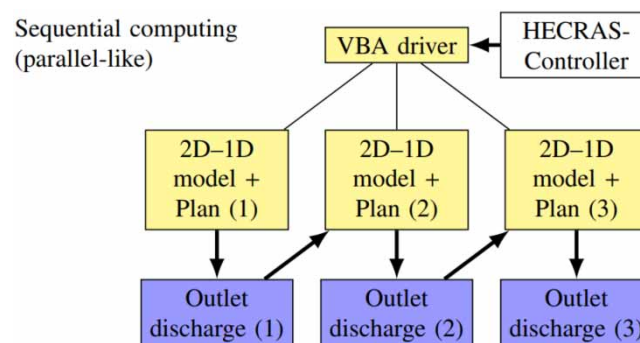 Sequential computing
(parallel-like)
VBA driver
HECRAS-
Controller
2D–1D
model +
Plan (1)
2D–1D
model +
Plan (2)
2D–1D
model +
Plan (3)
Outlet
discharge (1)
Outlet
discharge (2)
Outlet
discharge (3)